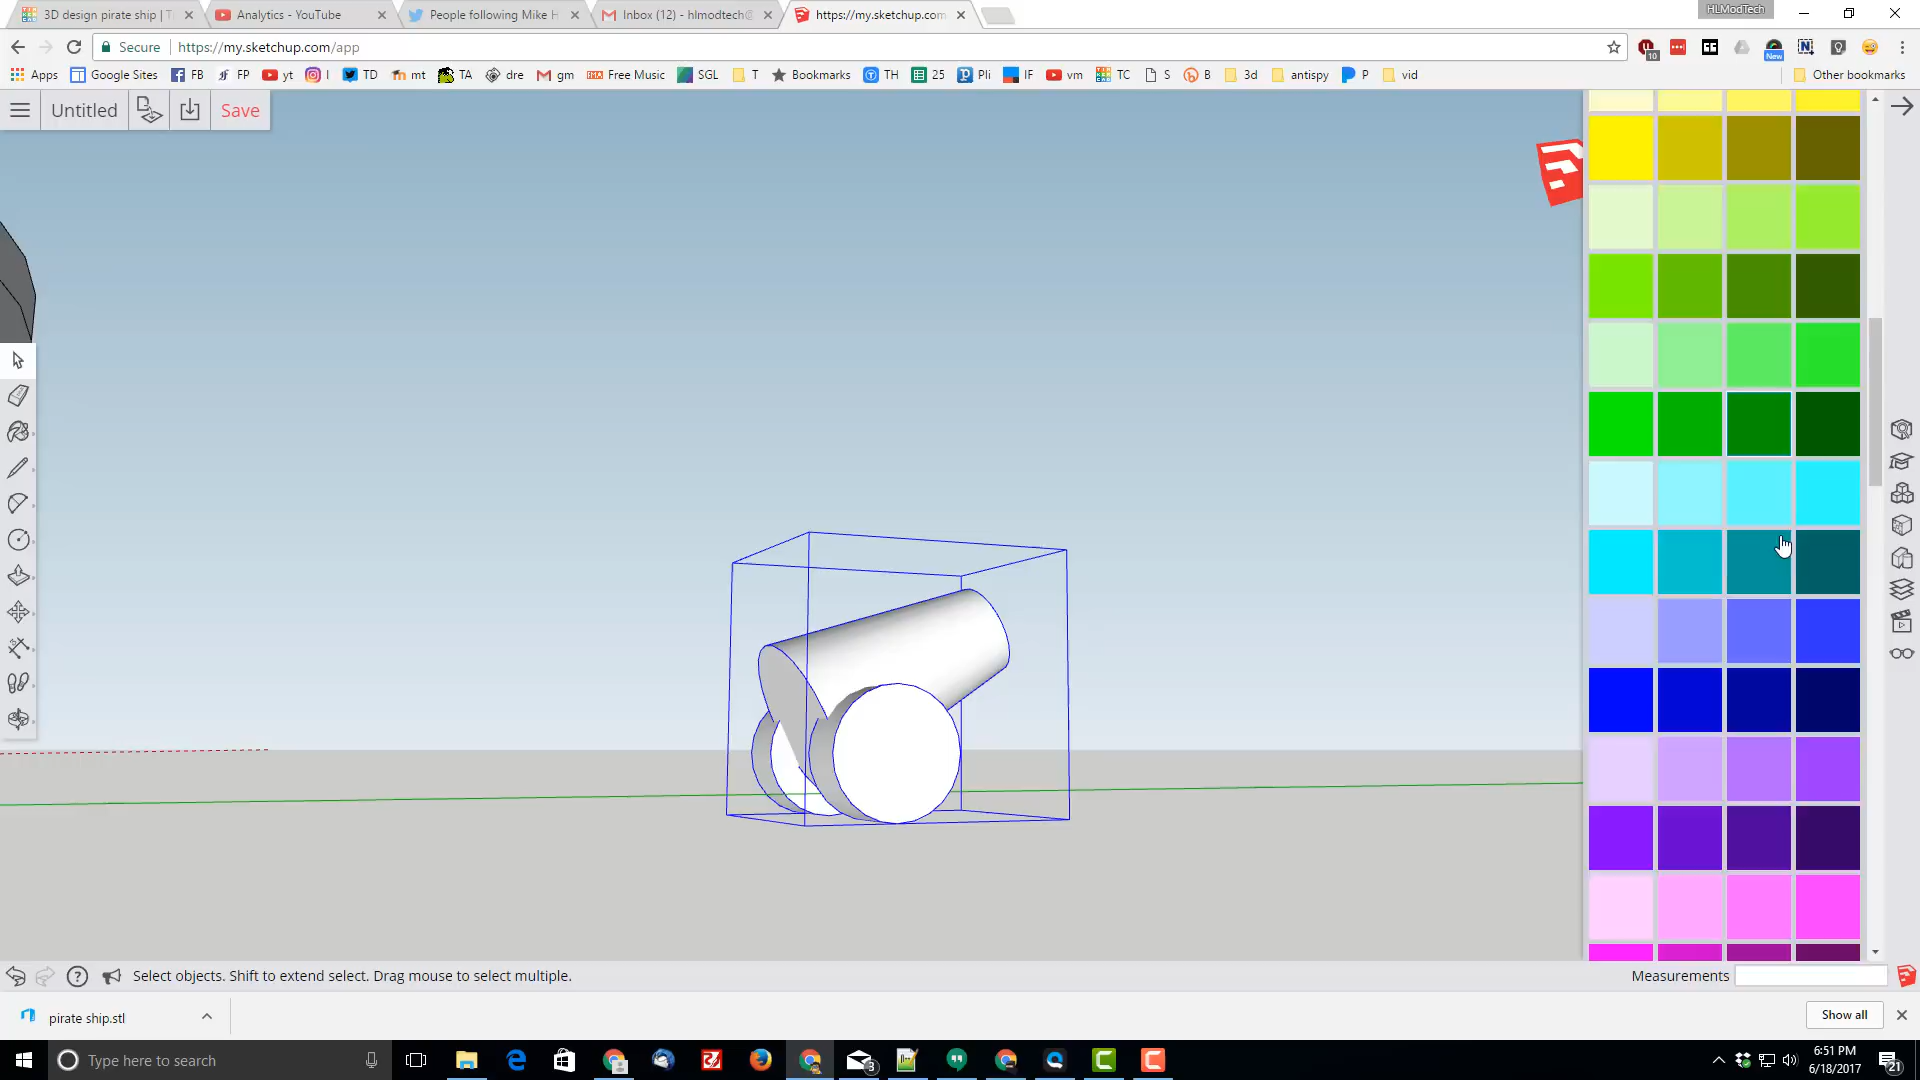 3D design pirate ship | T
Analytics - YouTube
People following Mike H
Inbox (12) - hlmodtech@
https://my.sketchup.com
HLModTech
Secure
https://my.sketchup.com/app
10
New
Apps
Google Sites
FB
FP
yt
I
TD
mt
TA
dre
gm
Free Music
SGL
T
Bookmarks
TH
25
Pli
IF
vm
TC
S
B
3d
antispy
P
vid
Other bookmarks
Untitled
Save
Select objects. Shift to extend select. Drag mouse to select multiple.
Measurements
pirate ship.stl
Show all
Type here to search
3
6:51 PM
6/18/2017
21